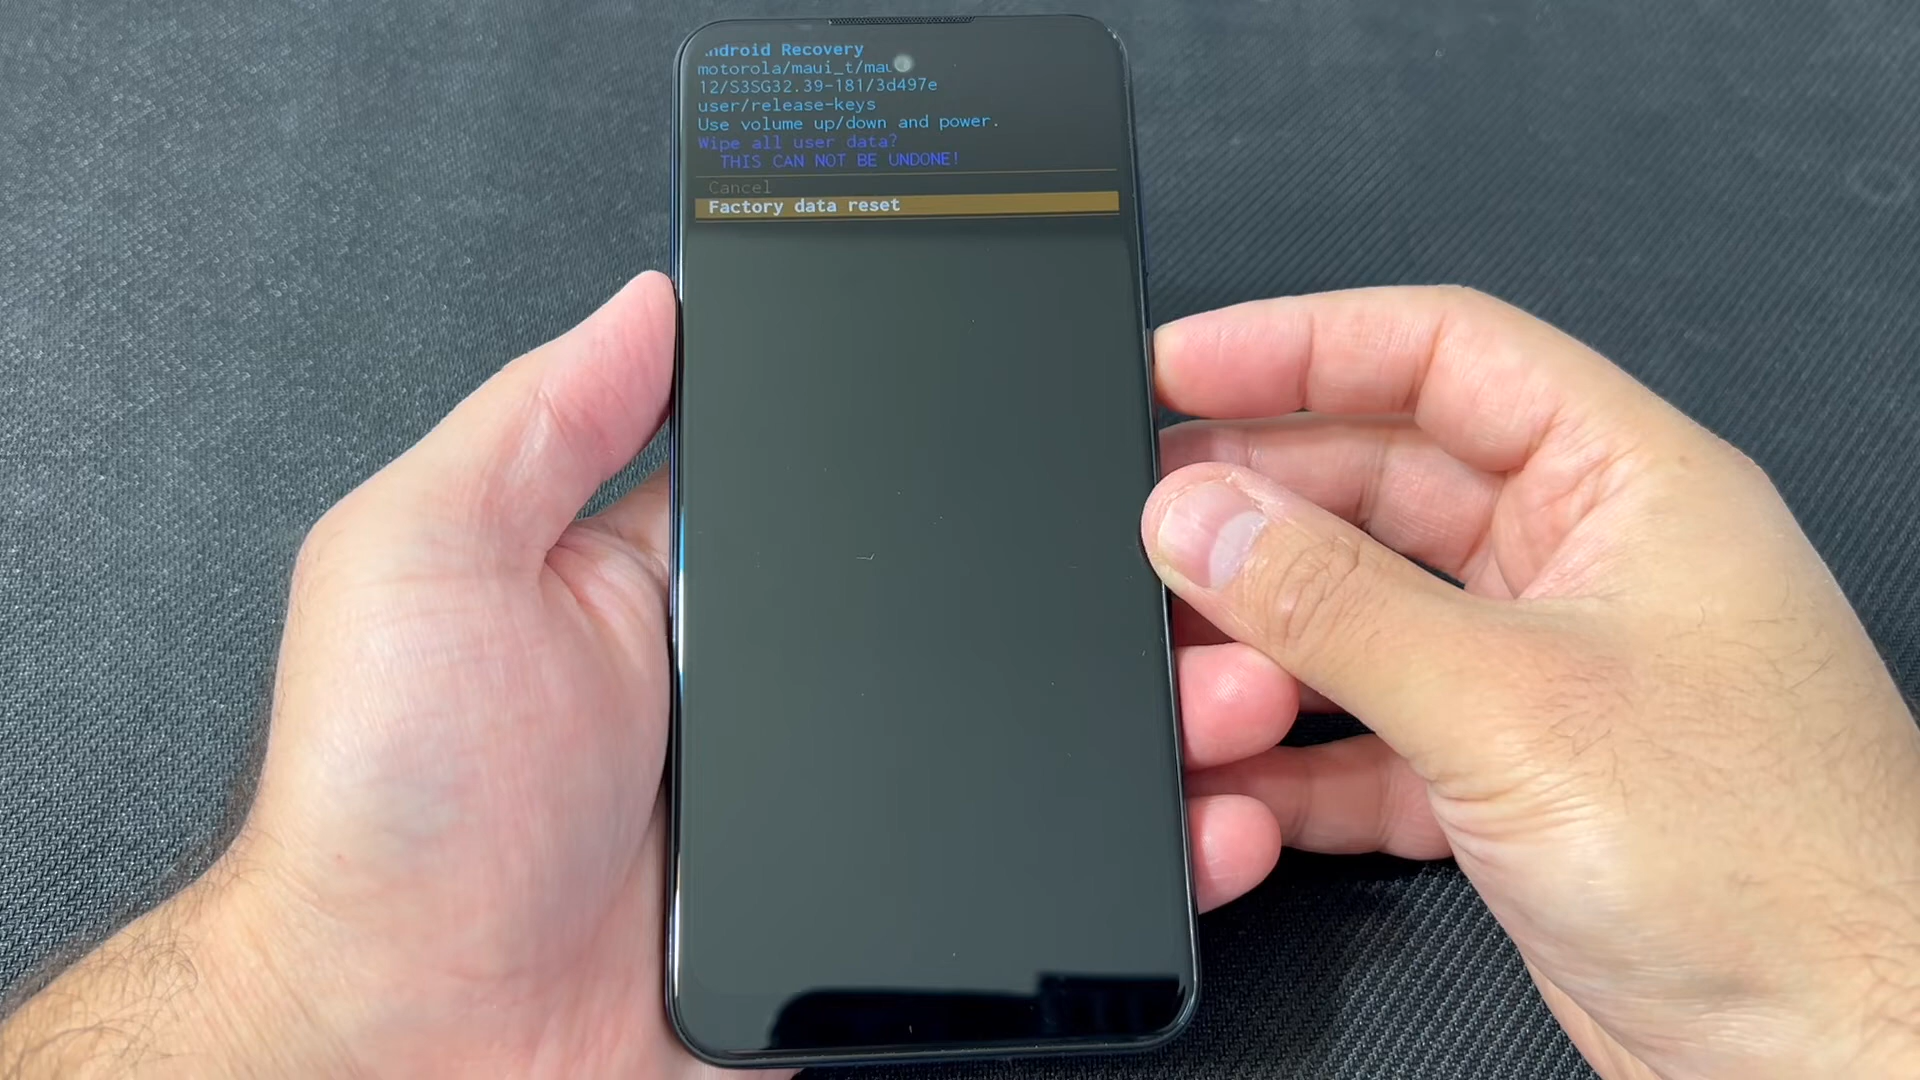 ndroid Recovery
motorola/maui_t/mau
12/S3SG32.39-181/3d497e
user/release-keys
Use volume up/down and power.
Wipe all user data?
THIS CAN NOT BE UNDONE!
Cancel
Factory data reset